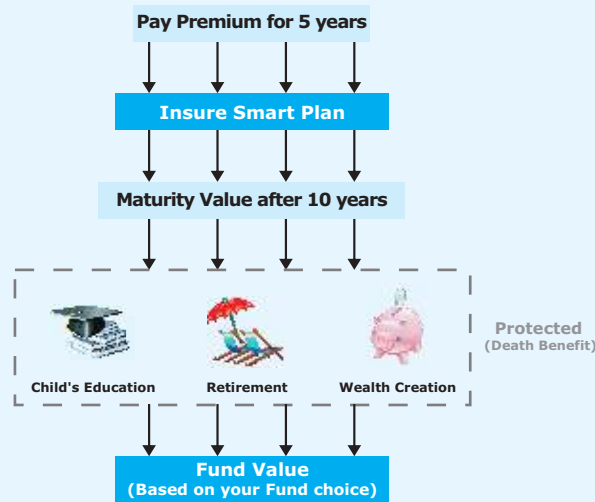 Pay Premium for 5 years
Insure Smart Plan
Maturity Value after 10 years
Protected
(Death Benefit)
Child's Education
Retirement
Wealth Creation
Fund Value
(Based on your Fund choice)